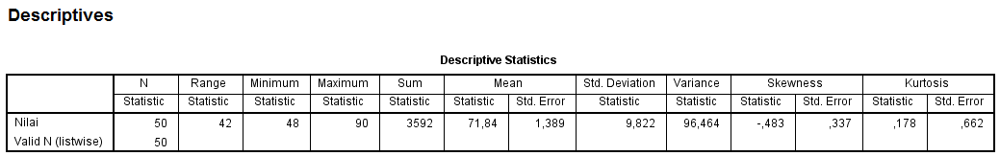 Descriptives
Descriptive Statistics
N Range Minimum Maximum Sum Mean Std. Deviation Variance Skewness Kurtosis
Statistic Statistic Statistic Statistic Statistic Statistic Std. Error Statistic Statistic Statistic Std. Error Statistic Std. Error
Nilai 50 42 48 90 3592 71,84 1,389 9,822 96,464 -,483 ,337 ,178 ,662
Valid N (listwise) 50